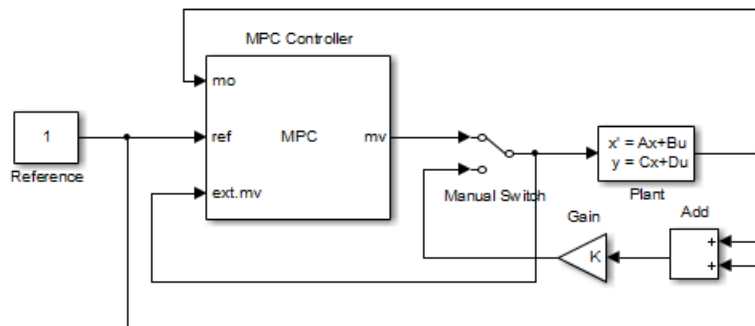 MPC Controller
mo
1
ref
MPC
mv
x' = Ax+Bu
y = Cx+Du
Reference
ext.mv
Manual Switch
Plant
Gain
Add
K
+
+